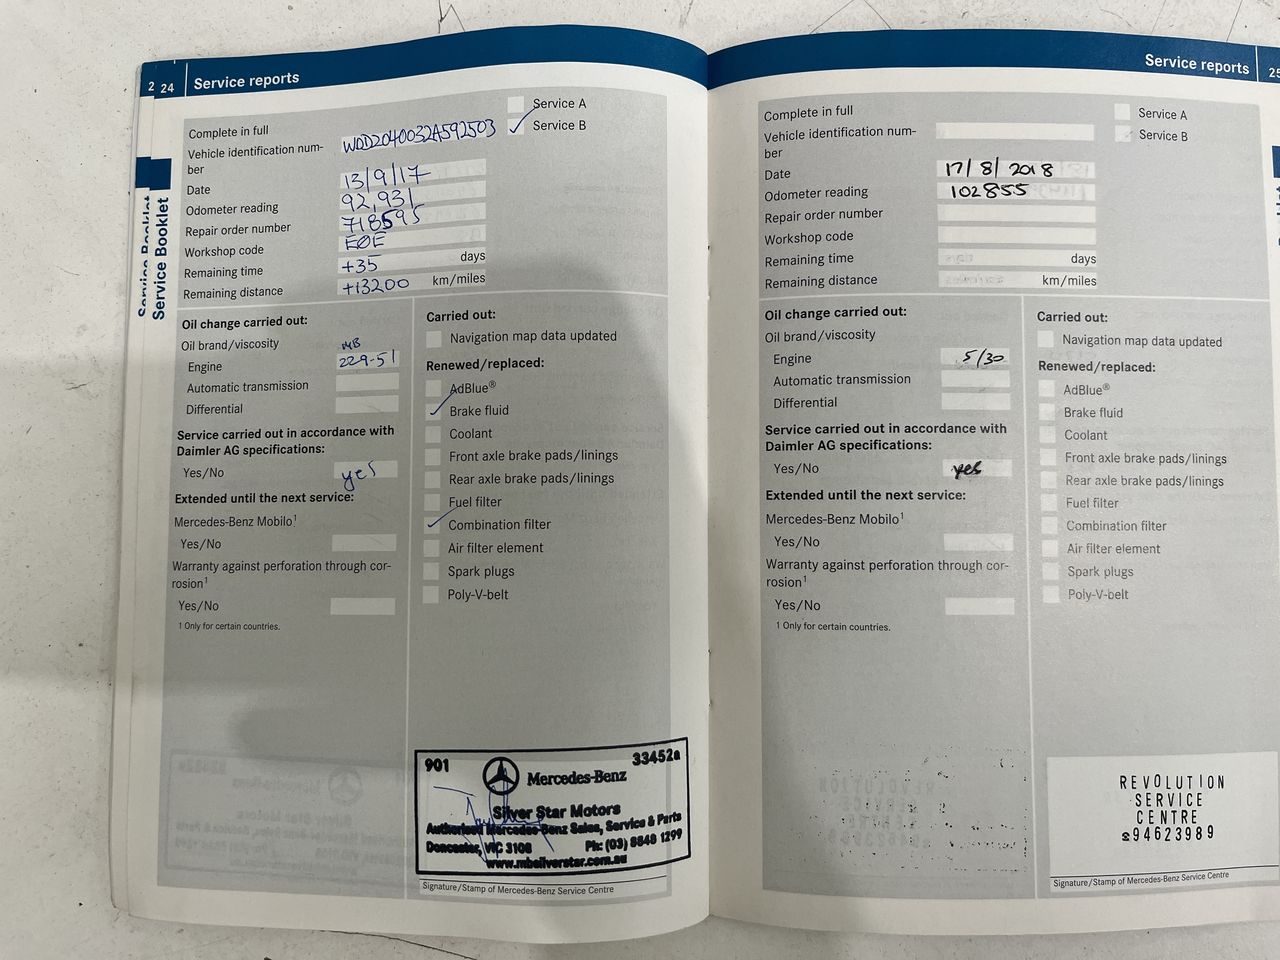 2 24 Service reports
Service Booklet
Service Booklet
Complete in full
Service A
Service B
Vehicle identification num-
ber
WDD2040032A592503
Date 13/9/17
Odometer reading 92,931
Repair order number 718595
Workshop code EOE
Remaining time +35 days
Remaining distance +13200 km/miles
Oil change carried out:
Oil brand/viscosity MB
Engine 229-51
Automatic transmission
Differential
Service carried out in accordance with
Daimler AG specifications:
Yes/No yes
Extended until the next service:
Mercedes-Benz Mobilo¹
Yes/No
Warranty against perforation through cor-
rosion¹
Yes/No
¹ Only for certain countries.
Carried out:
Navigation map data updated
Renewed/replaced:
AdBlue®
Brake fluid
Coolant
Front axle brake pads/linings
Rear axle brake pads/linings
Fuel filter
Combination filter
Air filter element
Spark plugs
Poly-V-belt
901 33452a
Mercedes-Benz
Silver Star Motors
Authorised Mercedes-Benz Sales, Service & Parts
Doncaster, VIC 3108 Ph: (03) 8848 1299
www.mbsilverstar.com.au
Signature/Stamp of Mercedes-Benz Service Centre
Service reports 25
Complete in full
Service A
Service B
Vehicle identification num-
ber
Date 17/8/2018
Odometer reading 102855
Repair order number
Workshop code
Remaining time days
Remaining distance km/miles
Oil change carried out:
Oil brand/viscosity
Engine 5/30
Automatic transmission
Differential
Service carried out in accordance with
Daimler AG specifications:
Yes/No yes
Extended until the next service:
Mercedes-Benz Mobilo¹
Yes/No
Warranty against perforation through cor-
rosion¹
Yes/No
¹ Only for certain countries.
Carried out:
Navigation map data updated
Renewed/replaced:
AdBlue®
Brake fluid
Coolant
Front axle brake pads/linings
Rear axle brake pads/linings
Fuel filter
Combination filter
Air filter element
Spark plugs
Poly-V-belt
REVOLUTION
SERVICE
CENTRE
☎94623989
Signature/Stamp of Mercedes-Benz Service Centre